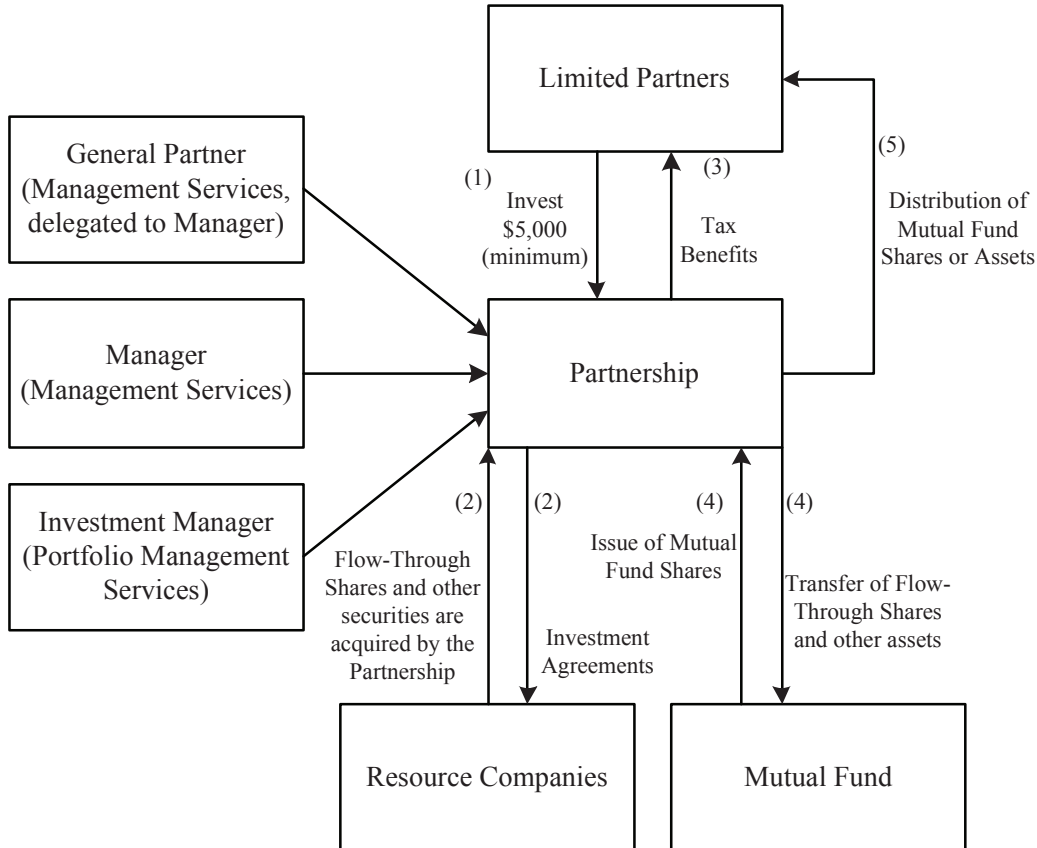 Limited Partners
General Partner
(Management Services,
delegated to Manager)
(1)
Invest
$5,000
(minimum)
(3)
Tax
Benefits
(5)
Distribution of
Mutual Fund
Shares or Assets
Manager
(Management Services)
Partnership
Investment Manager
(Portfolio Management
Services)
(2)
Flow-Through
Shares and other
securities are
acquired by the
Partnership
(2)
Investment
Agreements
(4)
Issue of Mutual
Fund Shares
(4)
Transfer of Flow-
Through Shares
and other assets
Resource Companies
Mutual Fund